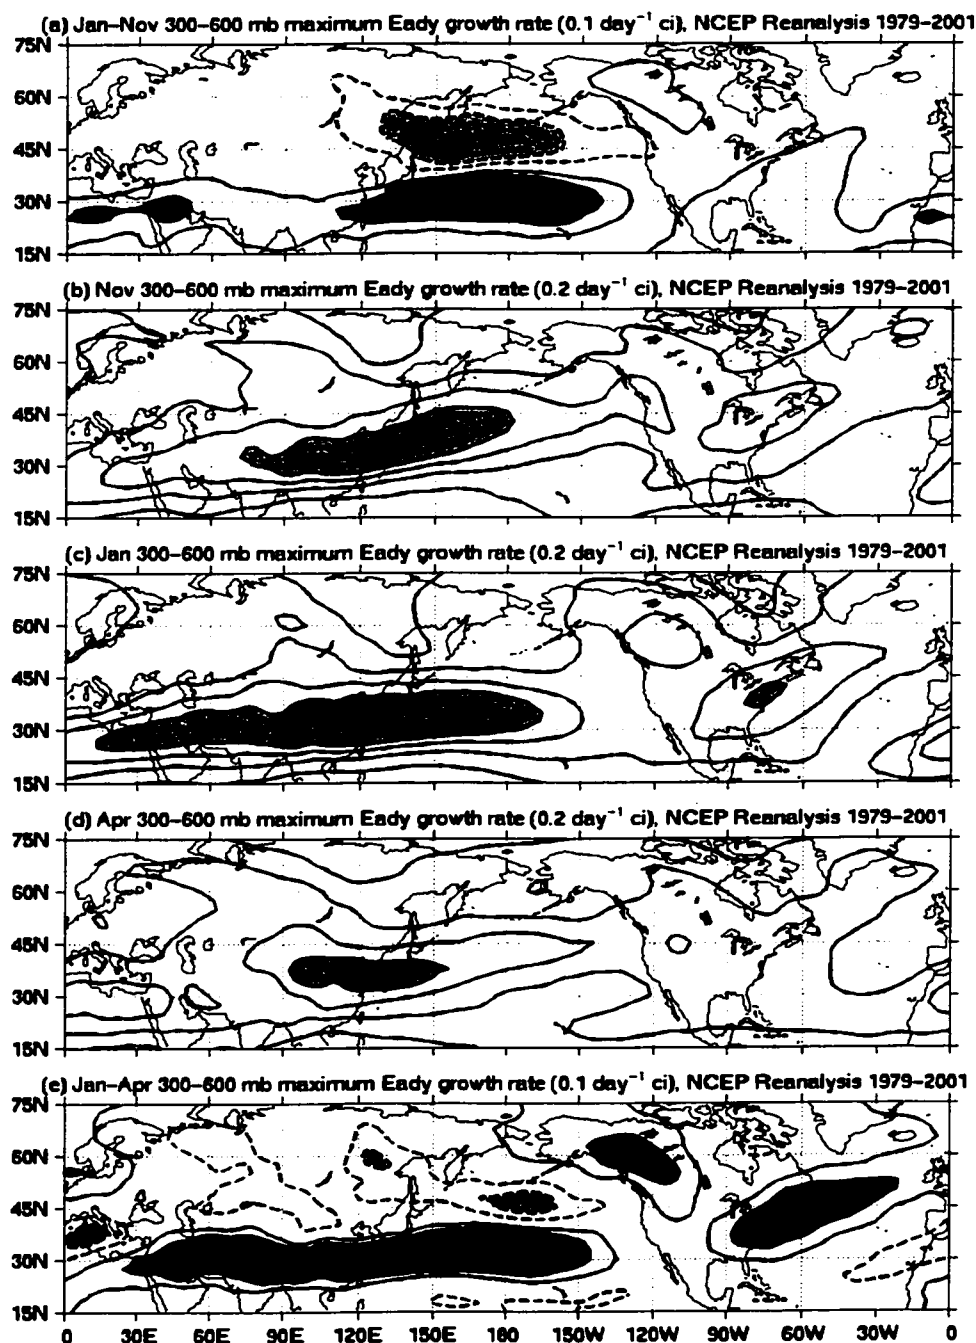 (a) Jan–Nov 300–600 mb maximum Eady growth rate (0.1 day⁻¹ ci), NCEP Reanalysis 1979–2001
75N
60N
45N
30N
15N
(b) Nov 300–600 mb maximum Eady growth rate (0.2 day⁻¹ ci), NCEP Reanalysis 1979–2001
75N
60N
45N
30N
15N
(c) Jan 300–600 mb maximum Eady growth rate (0.2 day⁻¹ ci), NCEP Reanalysis 1979–2001
75N
60N
45N
30N
15N
(d) Apr 300–600 mb maximum Eady growth rate (0.2 day⁻¹ ci), NCEP Reanalysis 1979–2001
75N
60N
45N
30N
15N
(e) Jan–Apr 300–600 mb maximum Eady growth rate (0.1 day⁻¹ ci), NCEP Reanalysis 1979–2001
75N
60N
45N
30N
15N
0 30E 60E 90E 120E 150E 180 150W 120W 90W 60W 30W 0